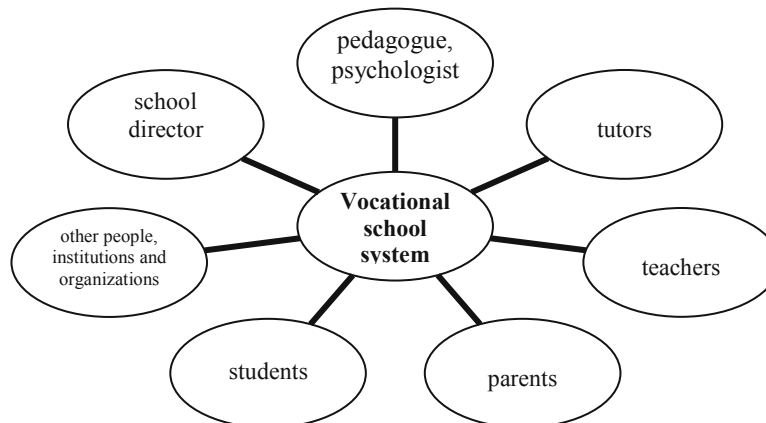 pedagogue,
psychologist
school
director
tutors
Vocational
school
system
other people,
institutions and
organizations
teachers
students
parents